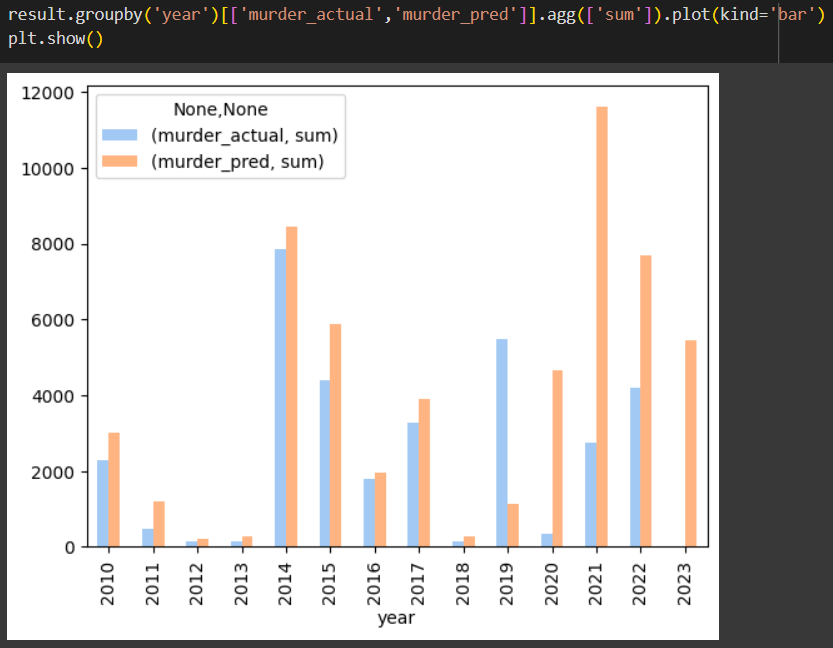 result.groupby('year')[['murder_actual','murder_pred']].agg(['sum']).plot(kind='bar')
plt.show()
12000
10000
8000
6000
4000
2000
0
None,None
(murder_actual, sum)
(murder_pred, sum)
2010 2011 2012 2013 2014 2015 2016 2017 2018 2019 2020 2021 2022 2023
year